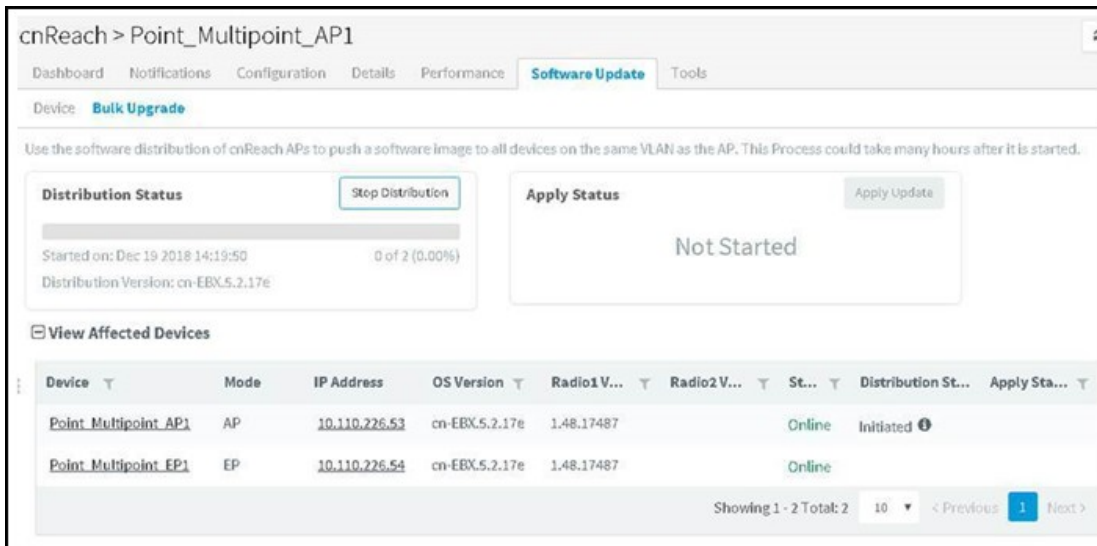 cnReach > Point_Multipoint_AP1
Dashboard Notifications Configuration Details Performance Software Update Tools
Device Bulk Upgrade
Use the software distribution of cnReach APs to push a software image to all devices on the same VLAN as the AP. This Process could take many hours after it is started.
Distribution Status Stop Distribution Apply Status Apply Update
Started on: Dec 19 2018 14:19:50 0 of 2 (0.00%) Not Started
Distribution Version: cn-EBX.5.2.17e
View Affected Devices
Device Mode IP Address OS Version Radio1 V... Radio2 V... St... Distribution St... Apply Sta...
Point_Multipoint_AP1 AP 10.110.226.53 cn-EBX.5.2.17e 1.48.17487 Online Initiated
Point_Multipoint_EP1 EP 10.110.226.54 cn-EBX.5.2.17e 1.48.17487 Online
Showing 1 - 2 Total: 2 10 < Previous 1 Next >